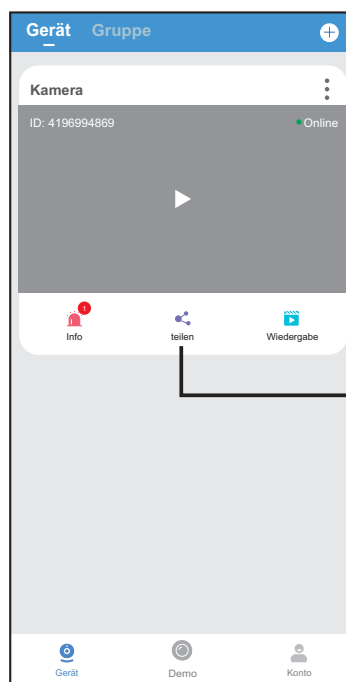 Gerät Gruppe
Kamera
ID: 4196994869 Online
1
Info teilen Wiedergabe
Gerät Demo Konto